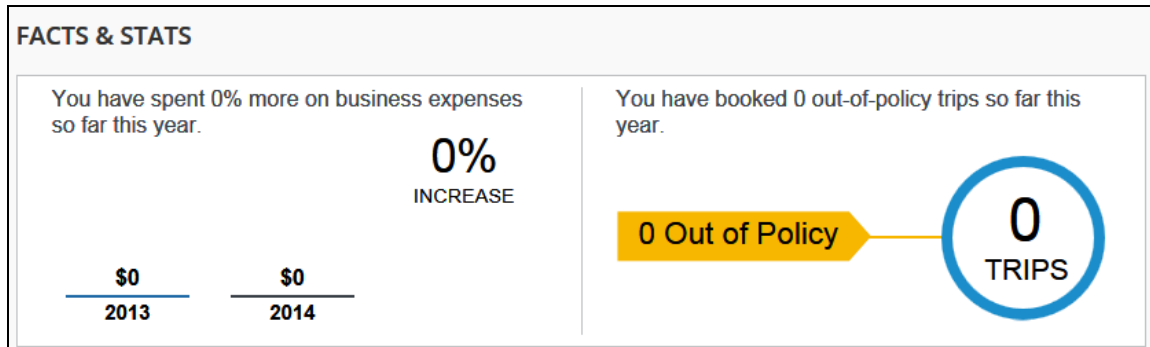 FACTS & STATS
You have spent 0% more on business expenses
so far this year.
0%
INCREASE
$0
$0
2013
2014
You have booked 0 out-of-policy trips so far this
year.
0 Out of Policy
0
TRIPS